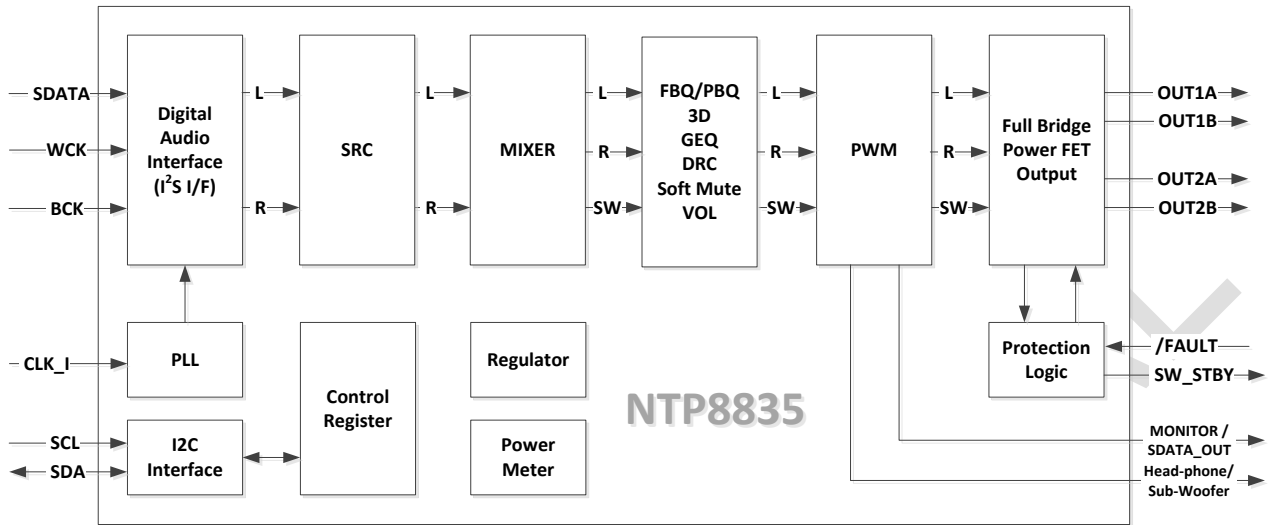 SDATA
WCK
BCK
Digital
Audio
Interface
(I²S I/F)
L
R
SRC
L
R
MIXER
L
R
SW
FBQ/PBQ
3D
GEQ
DRC
Soft Mute
VOL
L
R
SW
PWM
L
R
SW
Full Bridge
Power FET
Output
OUT1A
OUT1B
OUT2A
OUT2B
CLK_I
PLL
Control
Register
Regulator
Protection
Logic
/FAULT
SW_STBY
NTP8835
SCL
SDA
I2C
Interface
Power
Meter
MONITOR /
SDATA_OUT
Head-phone/
Sub-Woofer